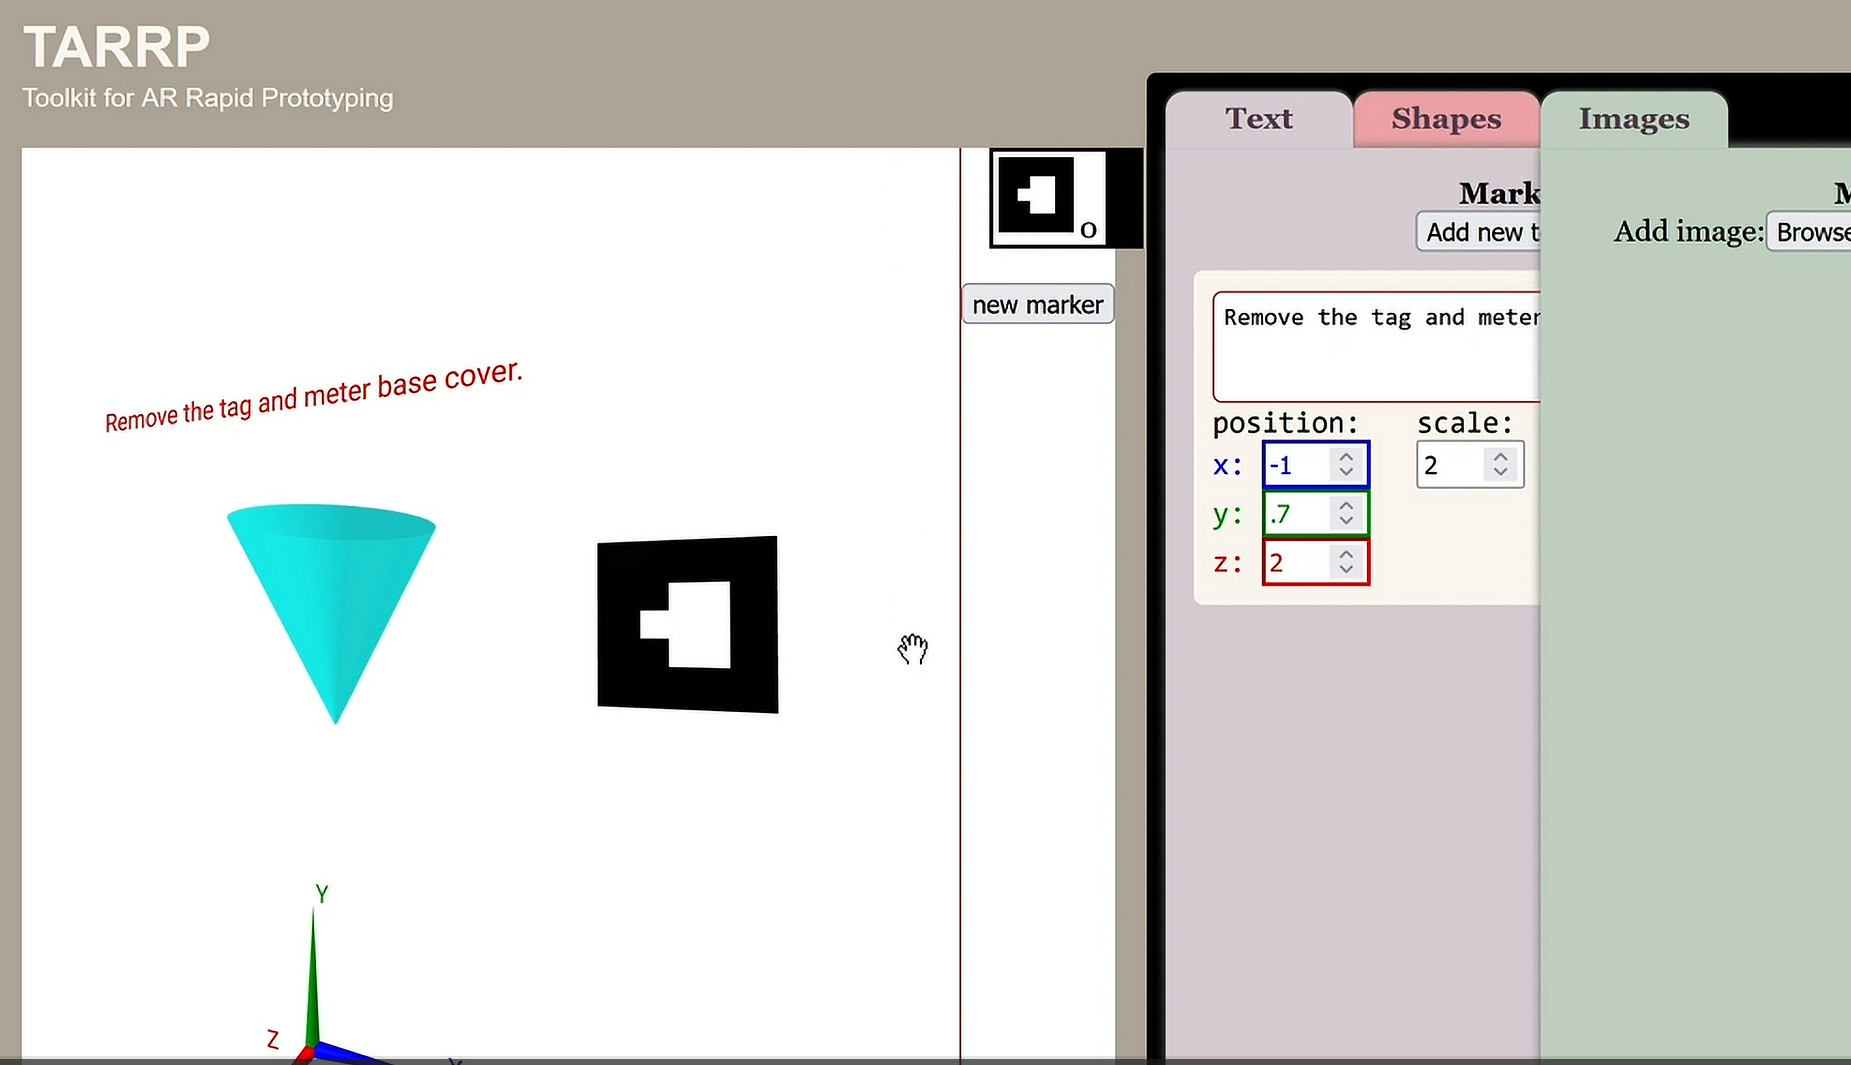 TARRP
Toolkit for AR Rapid Prototyping
Text
Shapes
Images
o
new marker
Mark
Add new t
Add image:
Browse
Remove the tag and meter
position:
scale:
x:
-1
2
y:
.7
z:
2
Remove the tag and meter base cover.
Y
Z